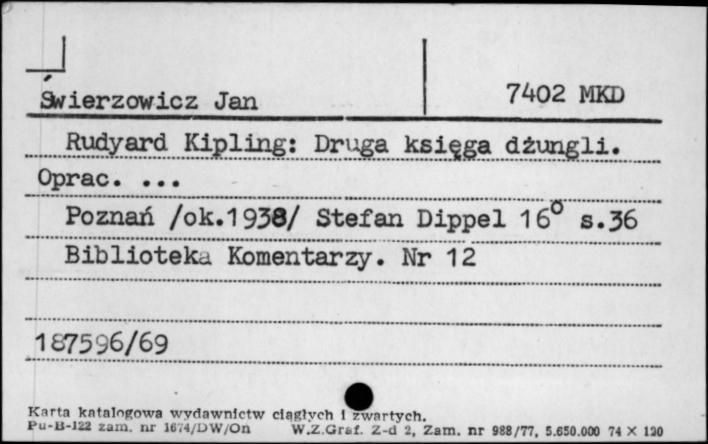 Świerzowicz Jan 7402 MKD
Rudyard Kipling: Druga księga dżungli.
Oprac. ...
Poznań /ok.1938/ Stefan Dippel 16° s.36
Biblioteka Komentarzy. Nr 12
187596/69
Karta katalogowa wydawnictw ciągłych i zwartych.
Pu-B-122 zam. nr 1674/DW/On W.Z.Graf. Z-d 2, Zam. nr 988/77, 5.650.000 74 × 120